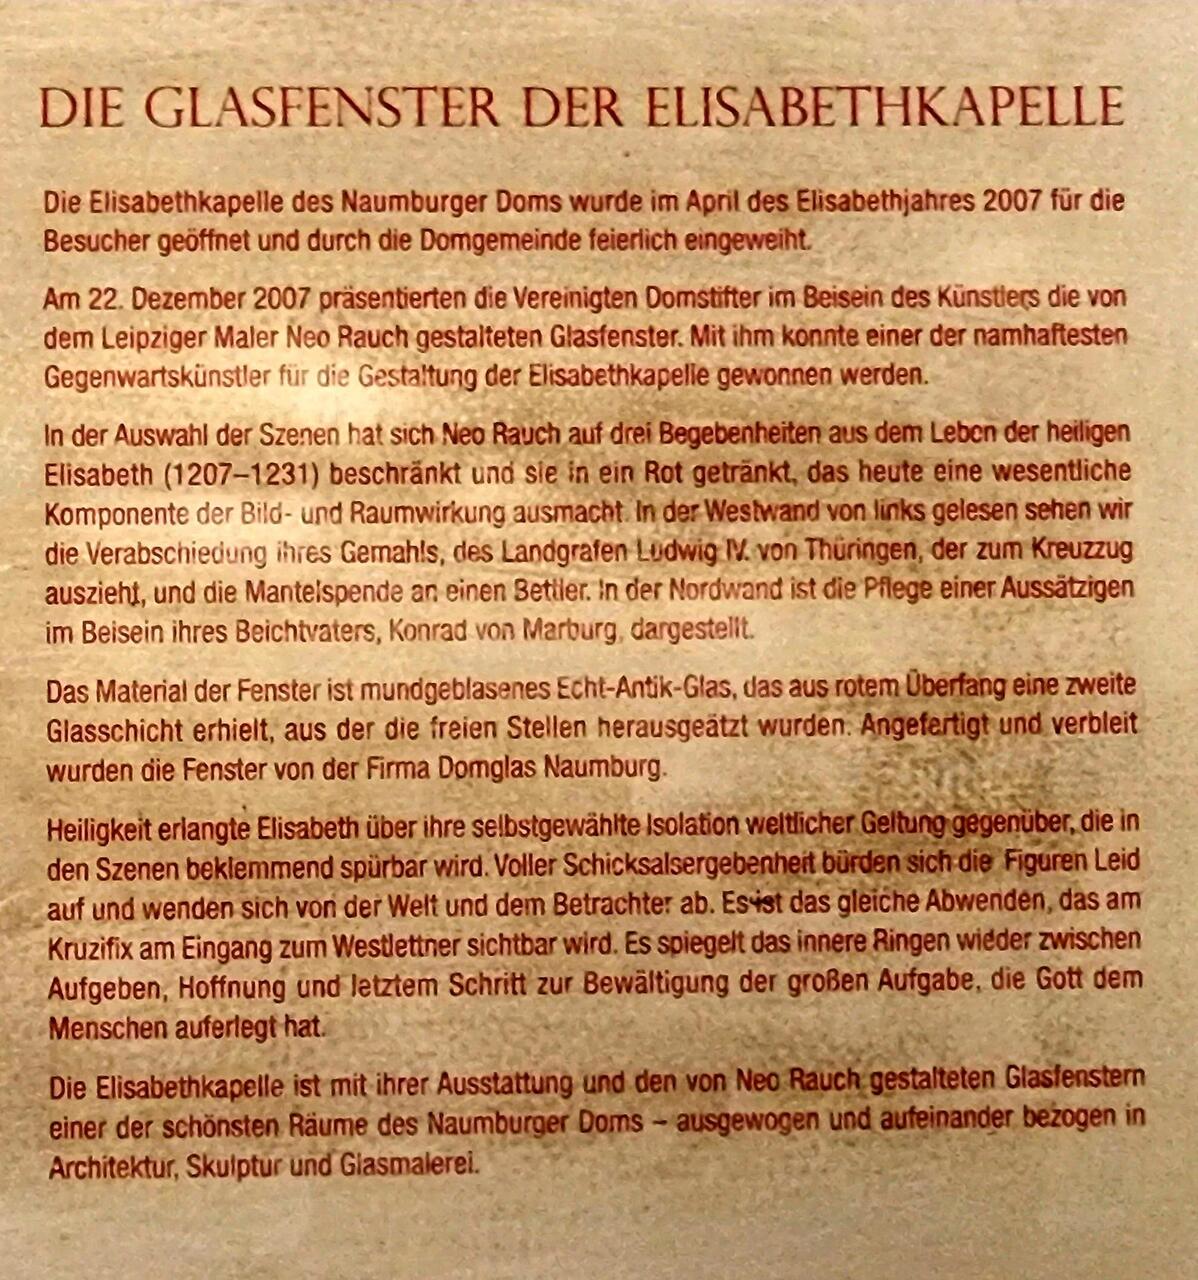 DIE GLASFENSTER DER ELISABETHKAPELLE
Die Elisabethkapelle des Naumburger Doms wurde im April des Elisabethjahres 2007 für die
Besucher geöffnet und durch die Domgemeinde feierlich eingeweiht.
Am 22. Dezember 2007 präsentierten die Vereinigten Domstifter im Beisein des Künstlers die von
dem Leipziger Maler Neo Rauch gestalteten Glasfenster. Mit ihm konnte einer der namhaftesten
Gegenwartskünstler für die Gestaltung der Elisabethkapelle gewonnen werden.
In der Auswahl der Szenen hat sich Neo Rauch auf drei Begebenheiten aus dem Leben der heiligen
Elisabeth (1207–1231) beschränkt und sie in ein Rot getränkt, das heute eine wesentliche
Komponente der Bild- und Raumwirkung ausmacht. In der Westwand von links gelesen sehen wir
die Verabschiedung ihres Gemahls, des Landgrafen Ludwig IV. von Thüringen, der zum Kreuzzug
auszieht, und die Mantelspende an einen Bettler. In der Nordwand ist die Pflege einer Aussätzigen
im Beisein ihres Beichtvaters, Konrad von Marburg, dargestellt.
Das Material der Fenster ist mundgeblasenes Echt-Antik-Glas, das aus rotem Überfang eine zweite
Glasschicht erhielt, aus der die freien Stellen herausgeätzt wurden. Angefertigt und verbleit
wurden die Fenster von der Firma Domglas Naumburg.
Heiligkeit erlangte Elisabeth über ihre selbstgewählte Isolation weltlicher Geltung gegenüber, die in
den Szenen beklemmend spürbar wird. Voller Schicksalsergebenheit bürden sich die Figuren Leid
auf und wenden sich von der Welt und dem Betrachter ab. Es ist das gleiche Abwenden, das am
Kruzifix am Eingang zum Westlettner sichtbar wird. Es spiegelt das innere Ringen wieder zwischen
Aufgeben, Hoffnung und letztem Schritt zur Bewältigung der großen Aufgabe, die Gott dem
Menschen auferlegt hat.
Die Elisabethkapelle ist mit ihrer Ausstattung und den von Neo Rauch gestalteten Glasfenstern
einer der schönsten Räume des Naumburger Doms – ausgewogen und aufeinander bezogen in
Architektur, Skulptur und Glasmalerei.